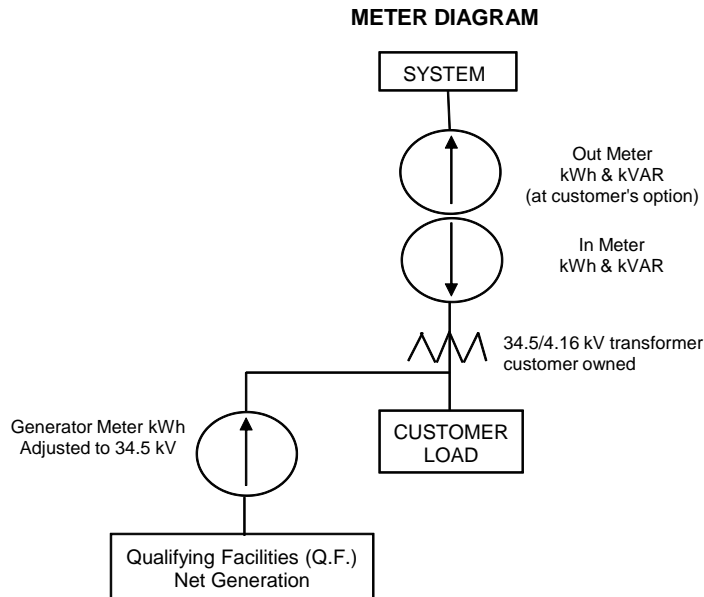 METER DIAGRAM
SYSTEM
Out Meter
kWh & kVAR
(at customer's option)
In Meter
kWh & kVAR
34.5/4.16 kV transformer
customer owned
Generator Meter kWh
Adjusted to 34.5 kV
CUSTOMER
LOAD
Qualifying Facilities (Q.F.)
Net Generation